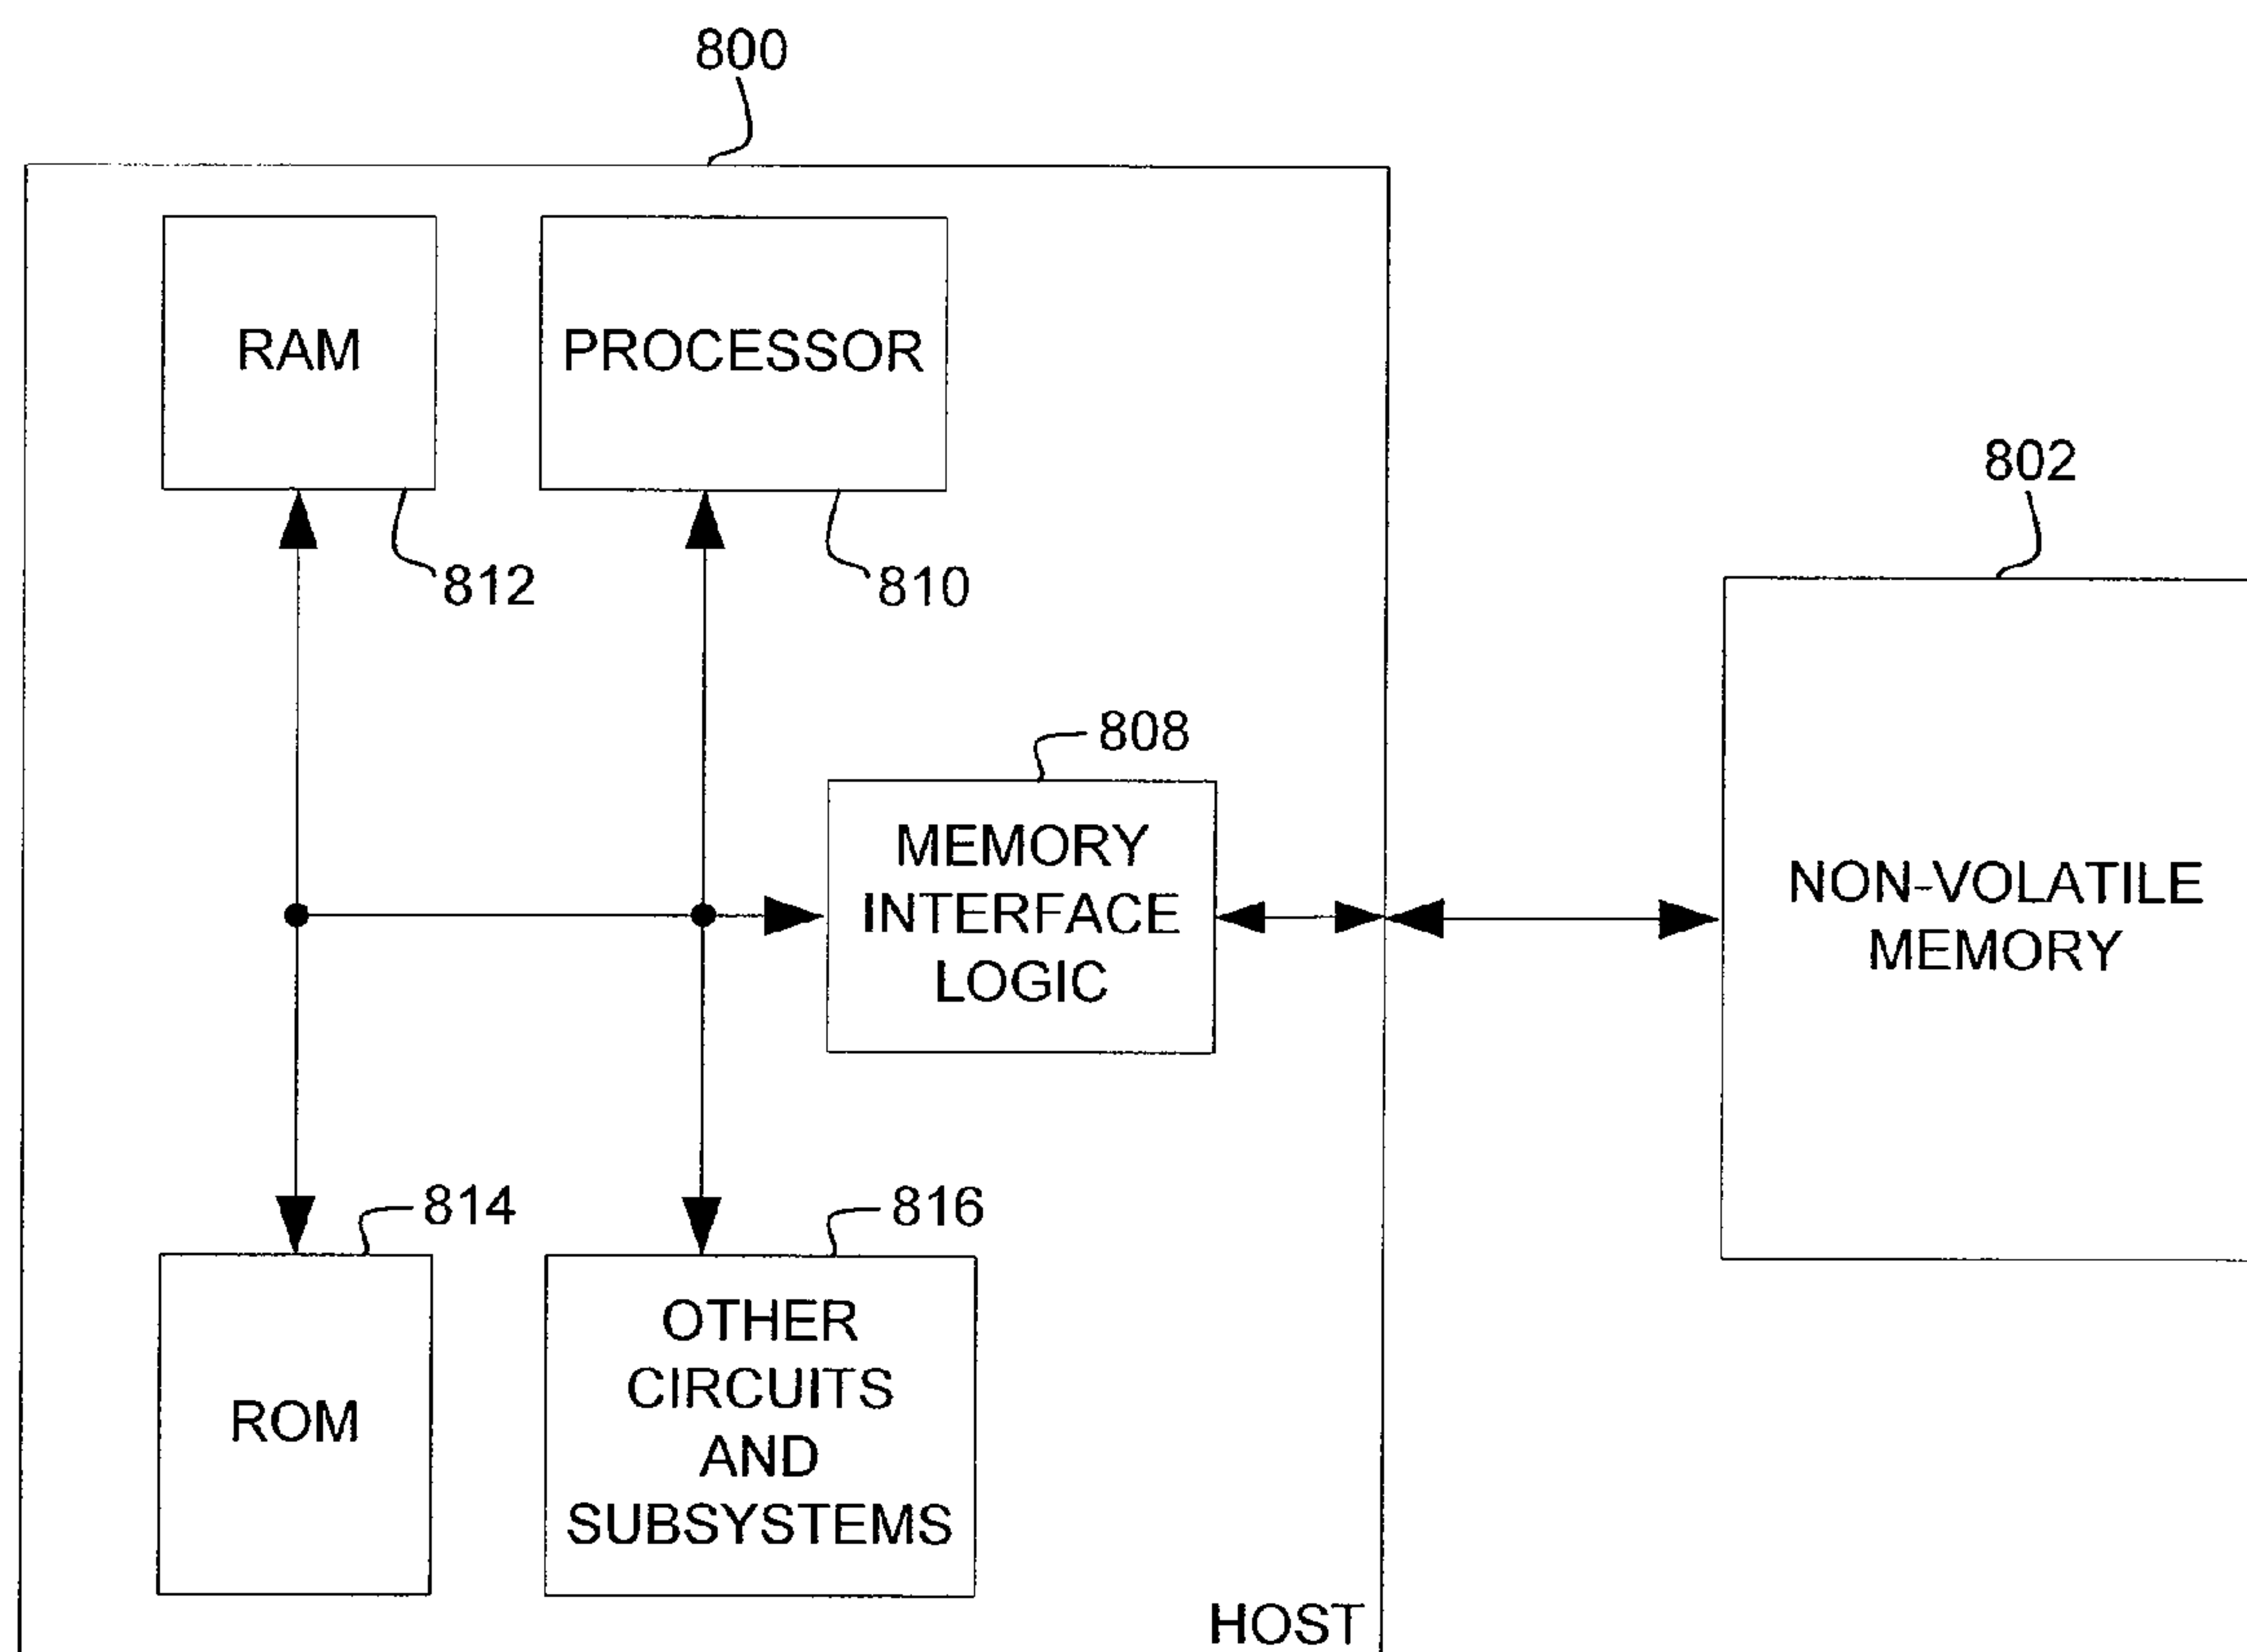 800
RAM
PROCESSOR
802
812
810
808
MEMORY
INTERFACE
LOGIC
NON-VOLATILE
MEMORY
814
816
ROM
OTHER
CIRCUITS
AND
SUBSYSTEMS
HOST